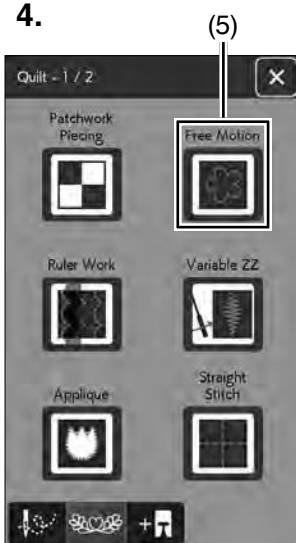 4.
(5)
Quilt - 1 / 2
Patchwork
Piecing
Free Motion
Ruler Work
Variable ZZ
Applique
Straight
Stitch